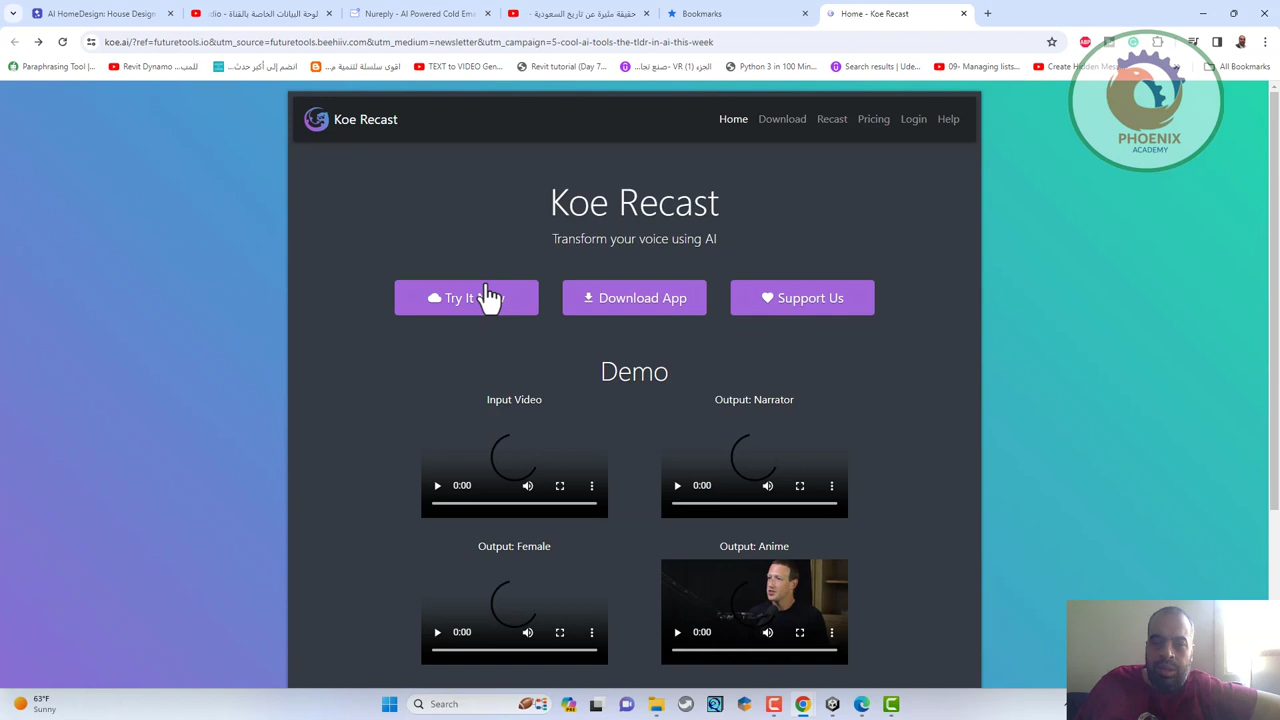 AI HomeDesign: House Design
لوحة البيانات الخاصة بالقناة - dio
Nureply - AI Powered Cold Em
حقيقة مثيرة عن تاريخ السعودية -
Bookmarks
Home - Koe Recast
koe.ai/?ref=futuretools.io&utm_source=futuretools.beehiiv.com&utm_medium=newsletter&utm_campaign=5-cool-ai-tools-the-tldr-in-ai-this-week
Paraphrasing Tool |...
Revit Dynamo للمب...
انضم إلى أكبر حدث...
اقوى سلسلة للتنمية م...
TEXT to VIDEO Gen...
Revit tutorial (Day 7...
الجزء (1) VR - صنع تجا...
Python 3 in 100 Min...
Search results | Ude...
09- Managing lists...
Create Hidden
All Bookmarks
PHOENIX
ACADEMY
Koe Recast
Home
Download
Recast
Pricing
Login
Help
Koe Recast
Transform your voice using AI
Try It
Download App
Support Us
Demo
Input Video
Output: Narrator
0:00
0:00
Output: Female
Output: Anime
0:00
0:00
63°F
Sunny
Search